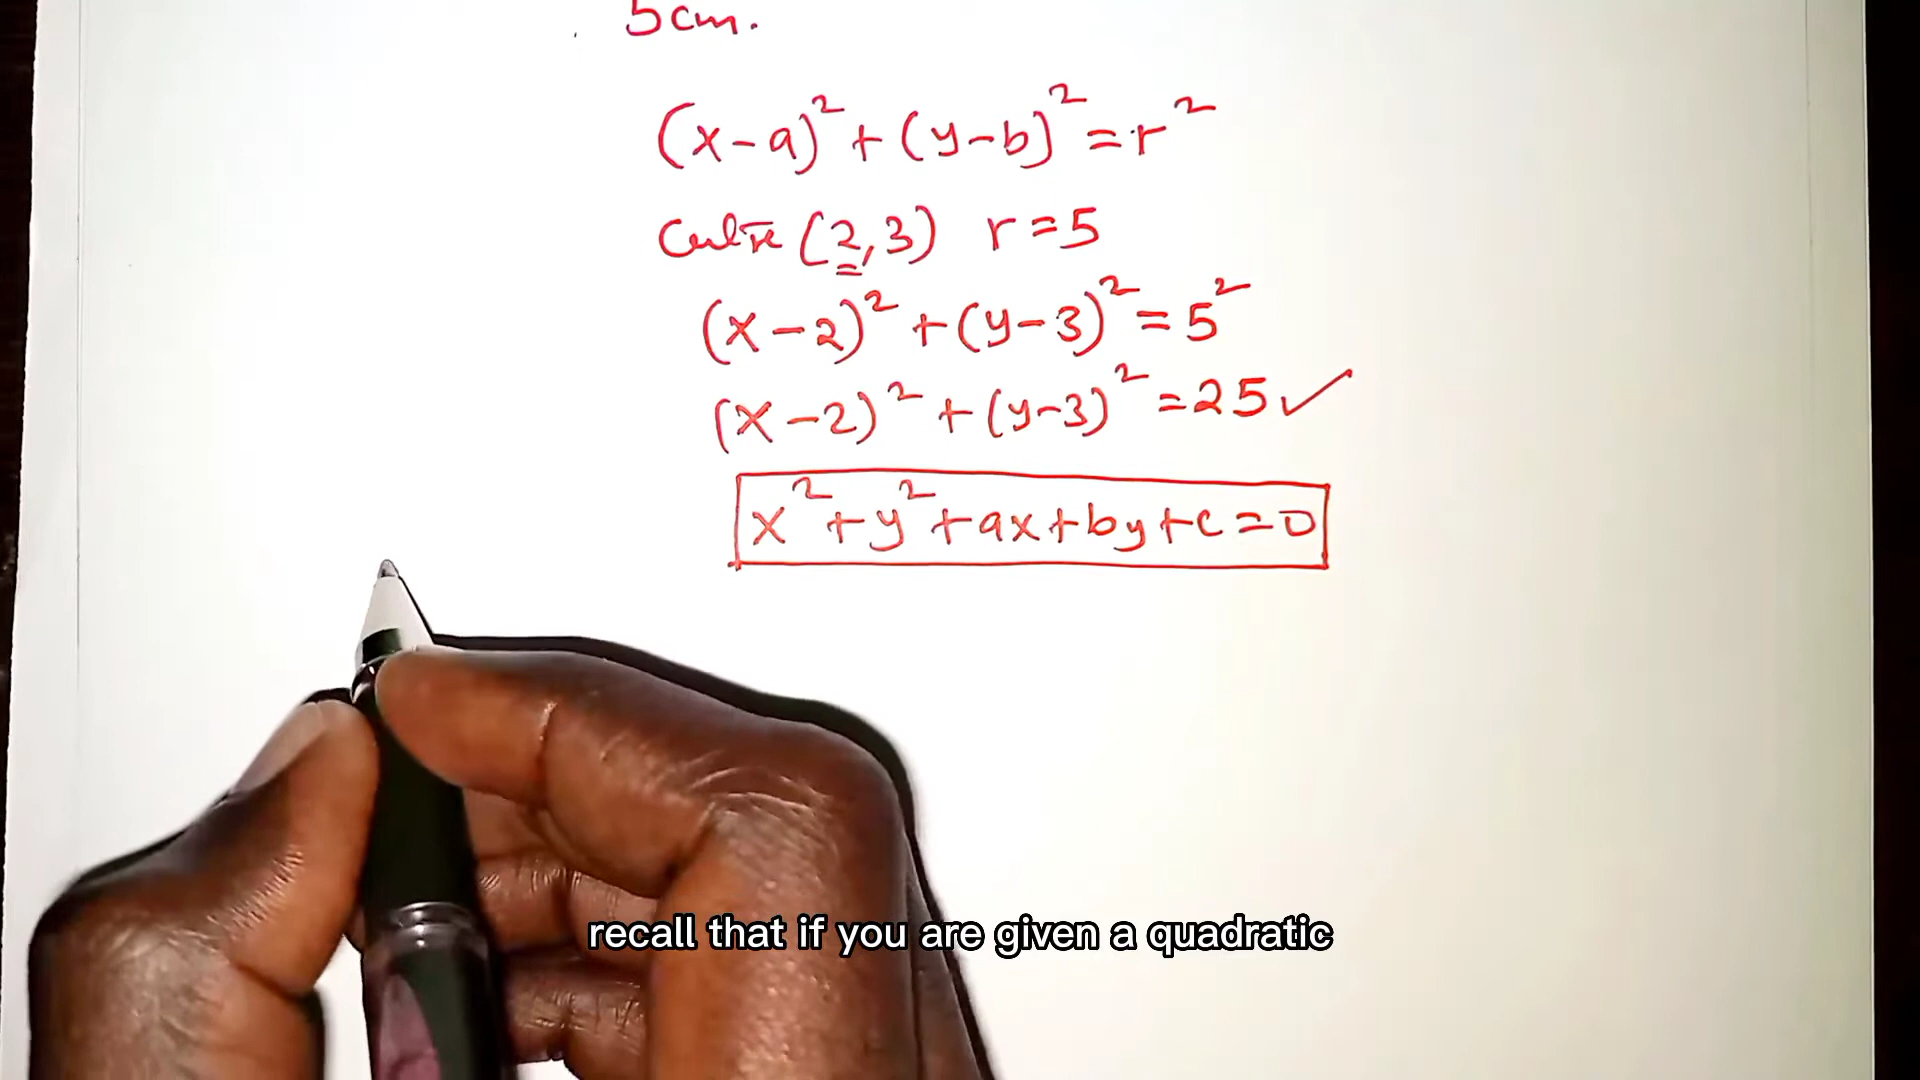 5cm.
(x-a)² + (y-b)² = r²
Centre (2,3) r = 5
(x-2)² + (y-3)² = 5²
(x-2)² + (y-3)² = 25 ✓
x² + y² + ax + by + c = 0
recall that if you are given a quadratic